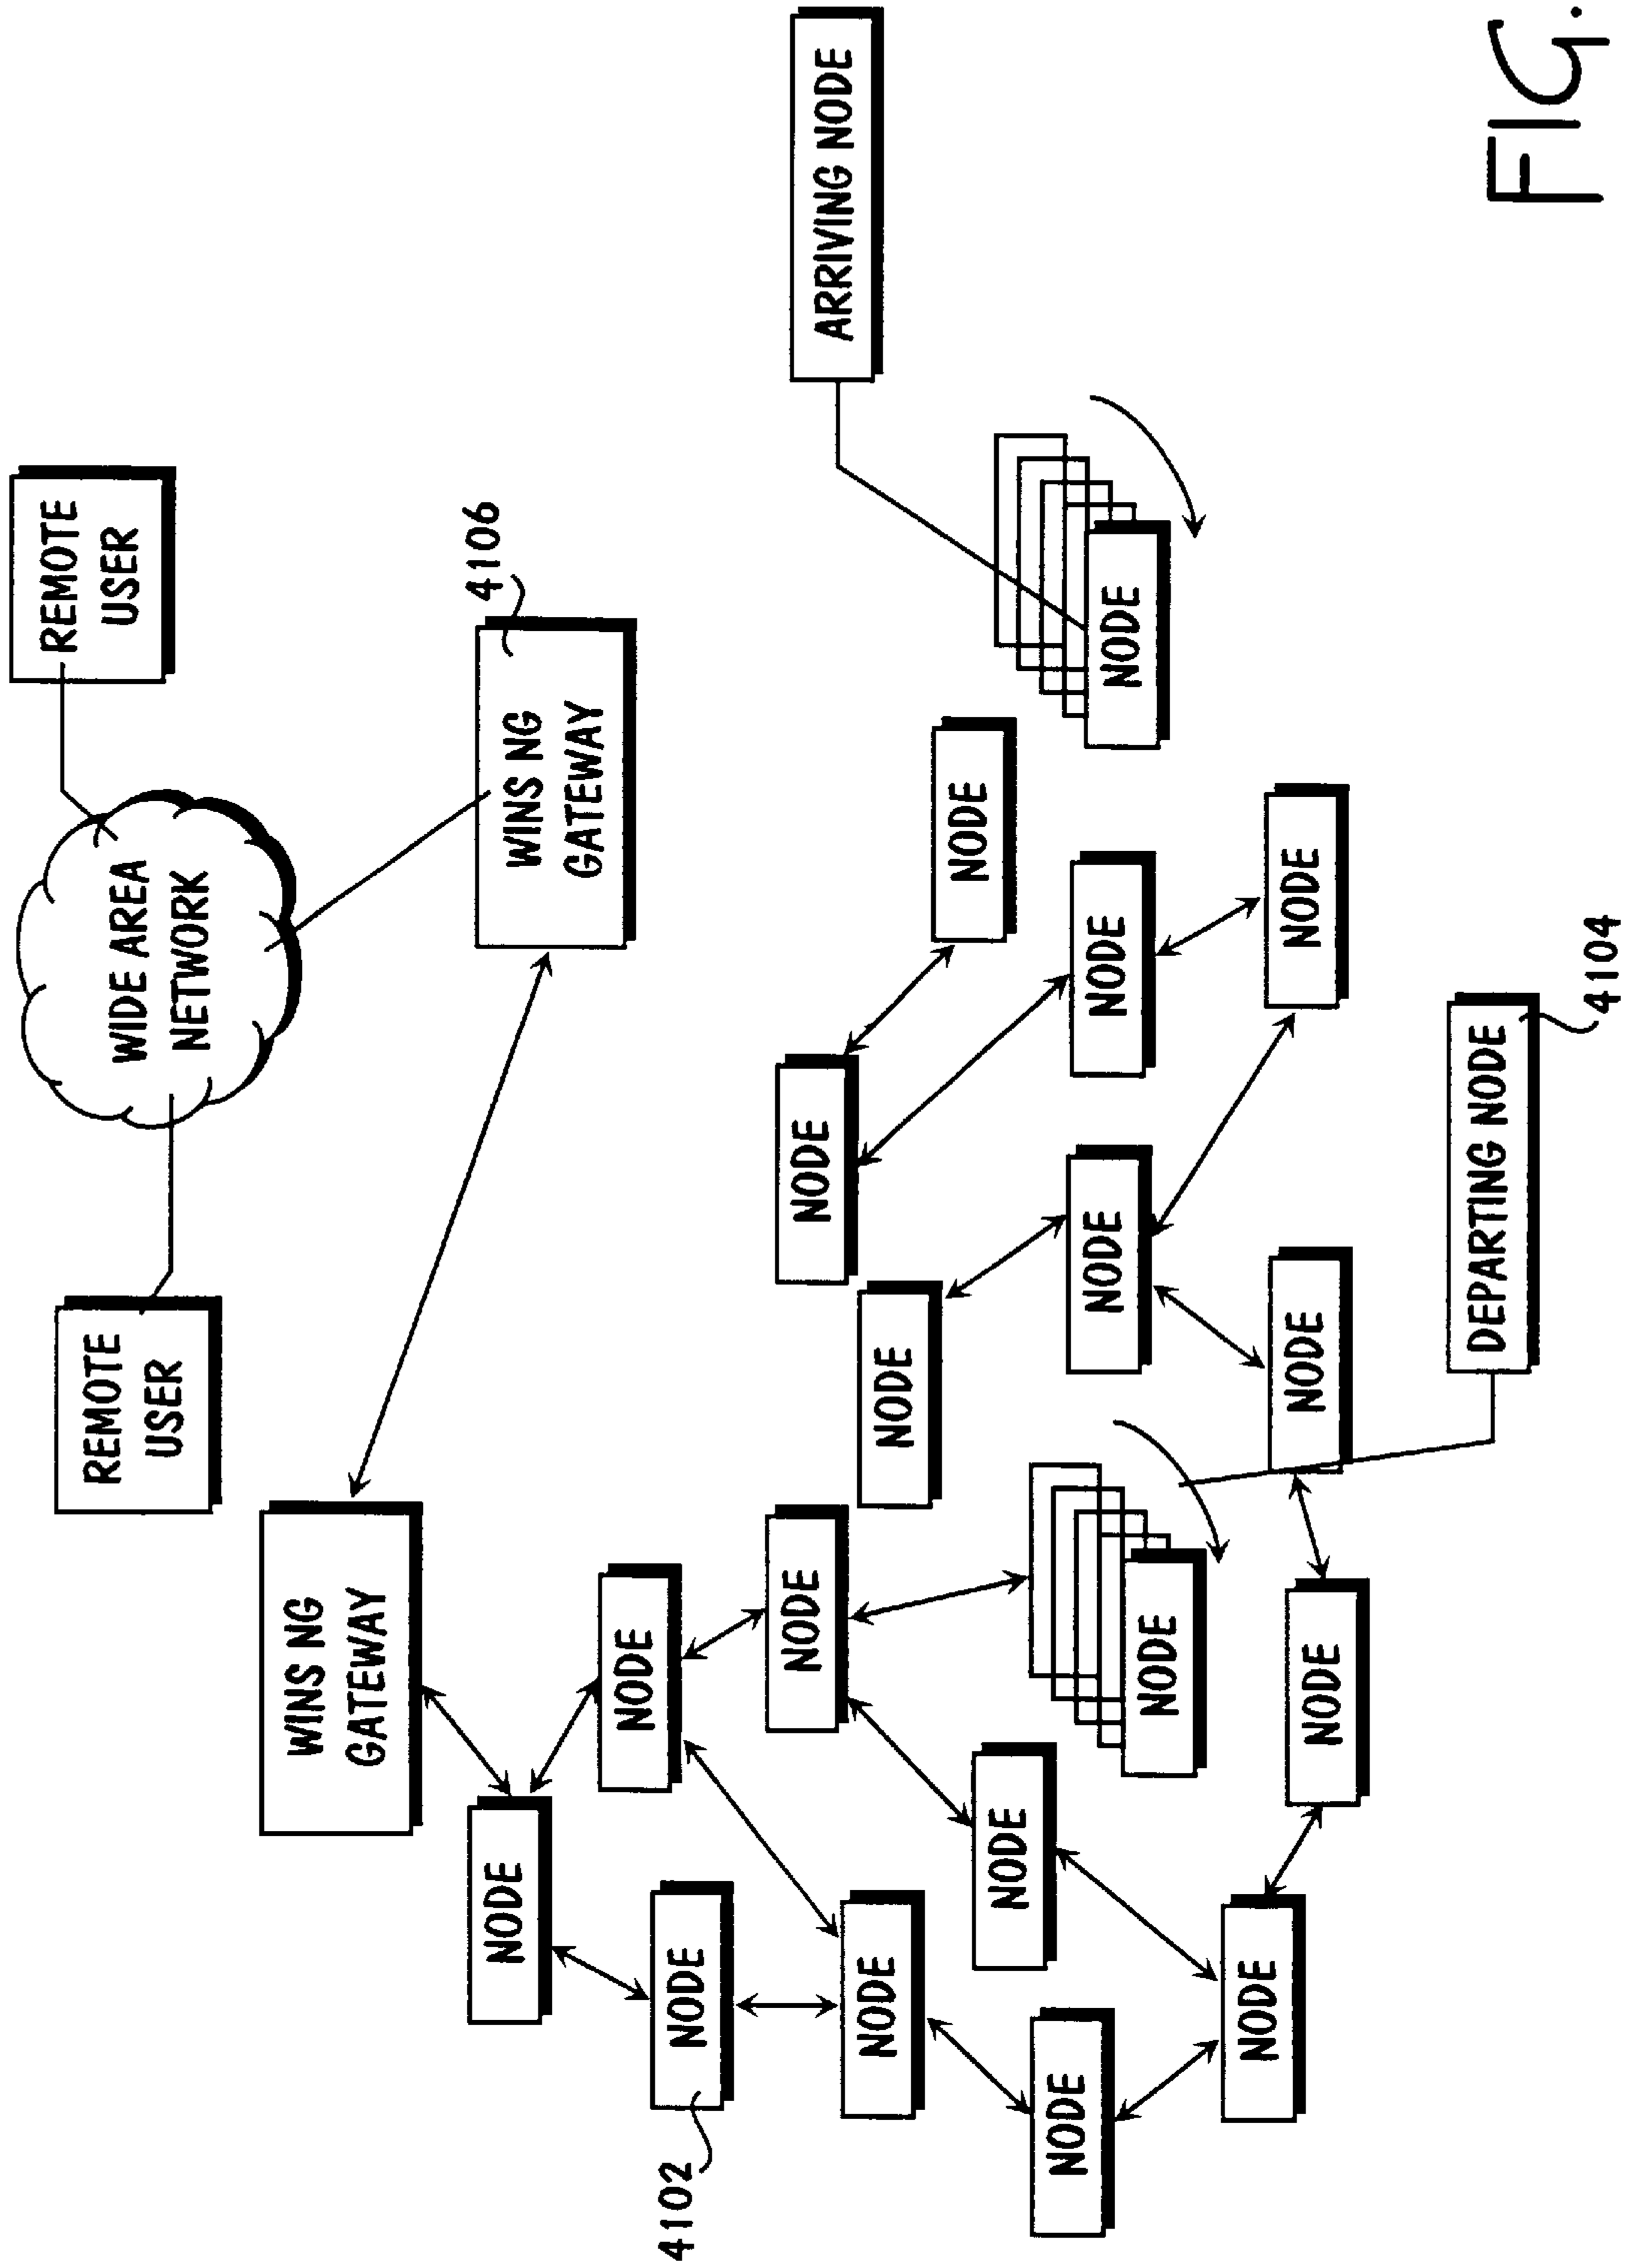 REMOTE
USER
REMOTE
USER
WIDE AREA
NETWORK
WINS NG
GATEWAY
4106
WINS NG
GATEWAY
NODE
NODE
4102
NODE
NODE
NODE
ARRIVING NODE
NODE
NODE
NODE
NODE
NODE
NODE
NODE
NODE
NODE
NODE
NODE
NODE
NODE
DEPARTING NODE
4104
FIG.